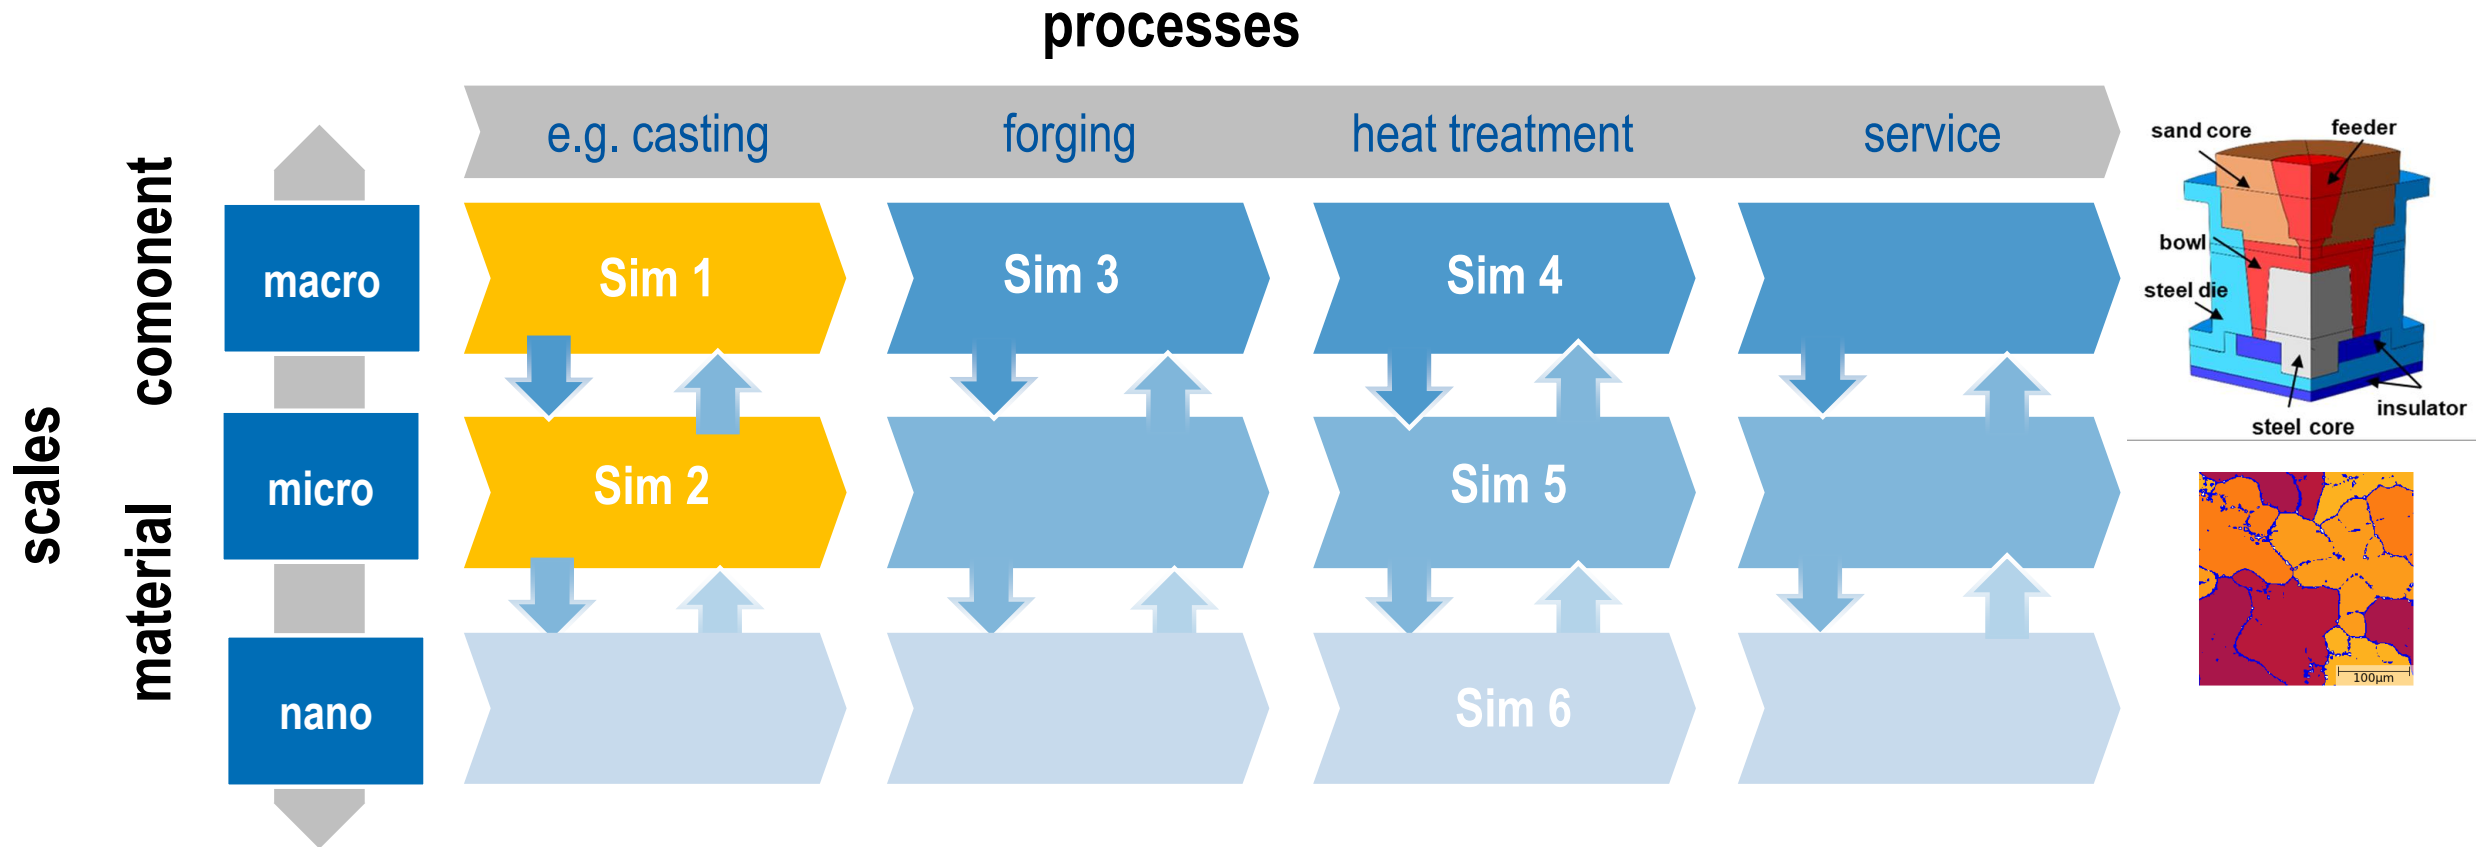 processes
e.g. casting
forging
heat treatment
service
scales
comonent
material
macro
micro
nano
Sim 1
Sim 3
Sim 4
Sim 2
Sim 5
Sim 6
sand core
feeder
bowl
steel die
insulator
steel core
100µm